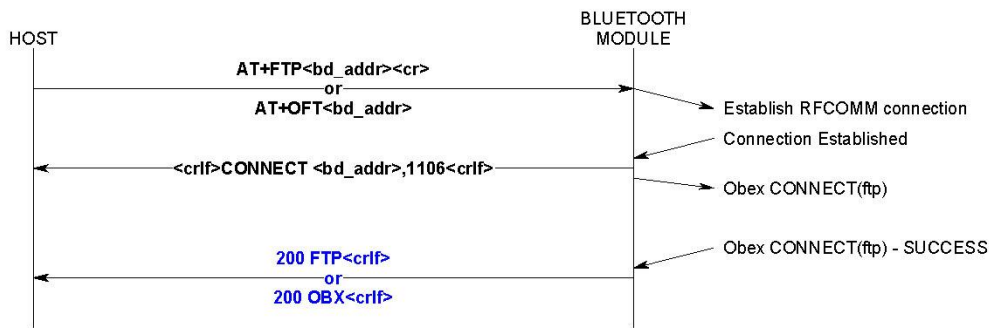 HOST
BLUETOOTH
MODULE
AT+FTP<bd_addr><cr>
or
AT+OFT<bd_addr>
Establish RFCOMM connection
Connection Established
<crlf>CONNECT <bd_addr>,1106<crlf>
Obex CONNECT(ftp)
Obex CONNECT(ftp) - SUCCESS
200 FTP<crlf>
or
200 OBX<crlf>